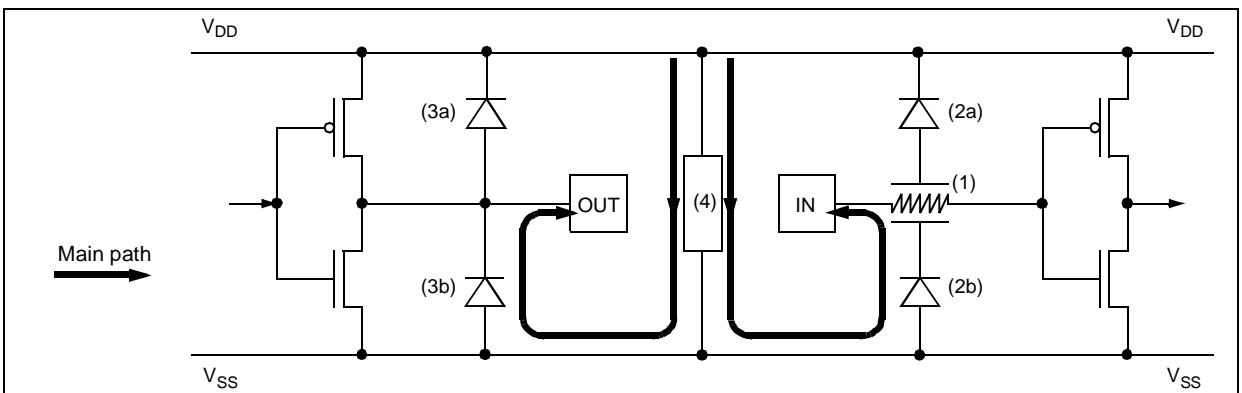 VDD VDD
(3a) (2a)
(1)
OUT (4) IN
Main path
(3b) (2b)
VSS VSS